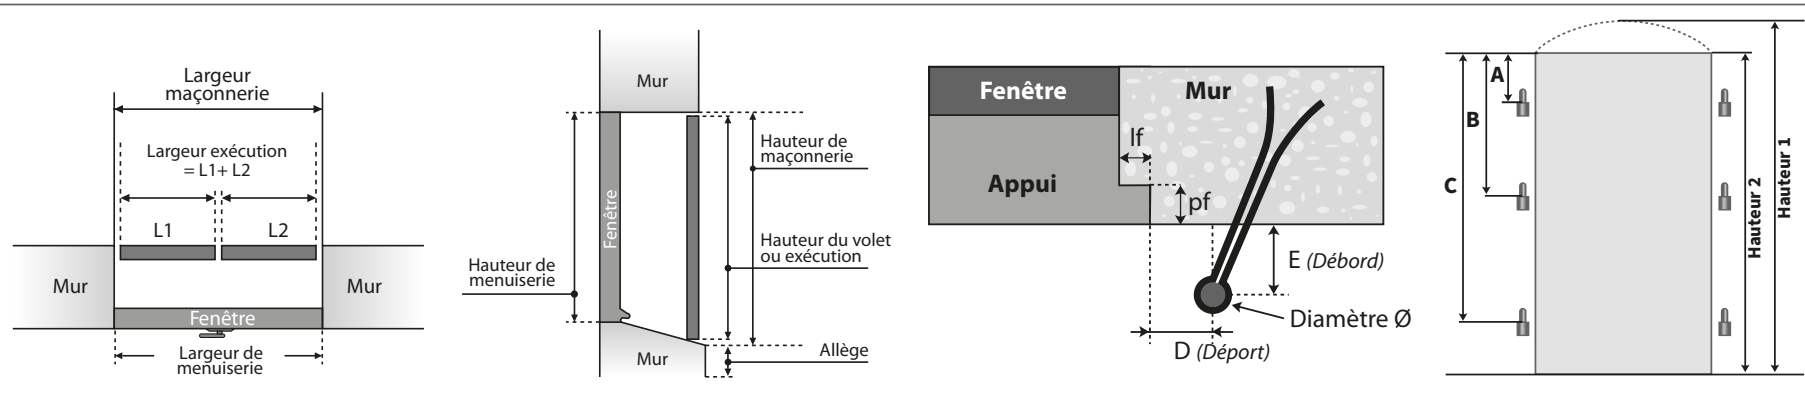 Largeur
maçonnerie
Largeur exécution
= L1+ L2
L1
L2
Mur
Mur
Fenêtre
Largeur de
menuiserie
Mur
Fenêtre
Hauteur de
maçonnerie
Hauteur du volet
ou exécution
Hauteur de
menuiserie
Mur
Allège
Fenêtre
Mur
lf
Appui
pf
E (Débord)
Diamètre Ø
D (Déport)
A
B
C
Hauteur 2
Hauteur 1